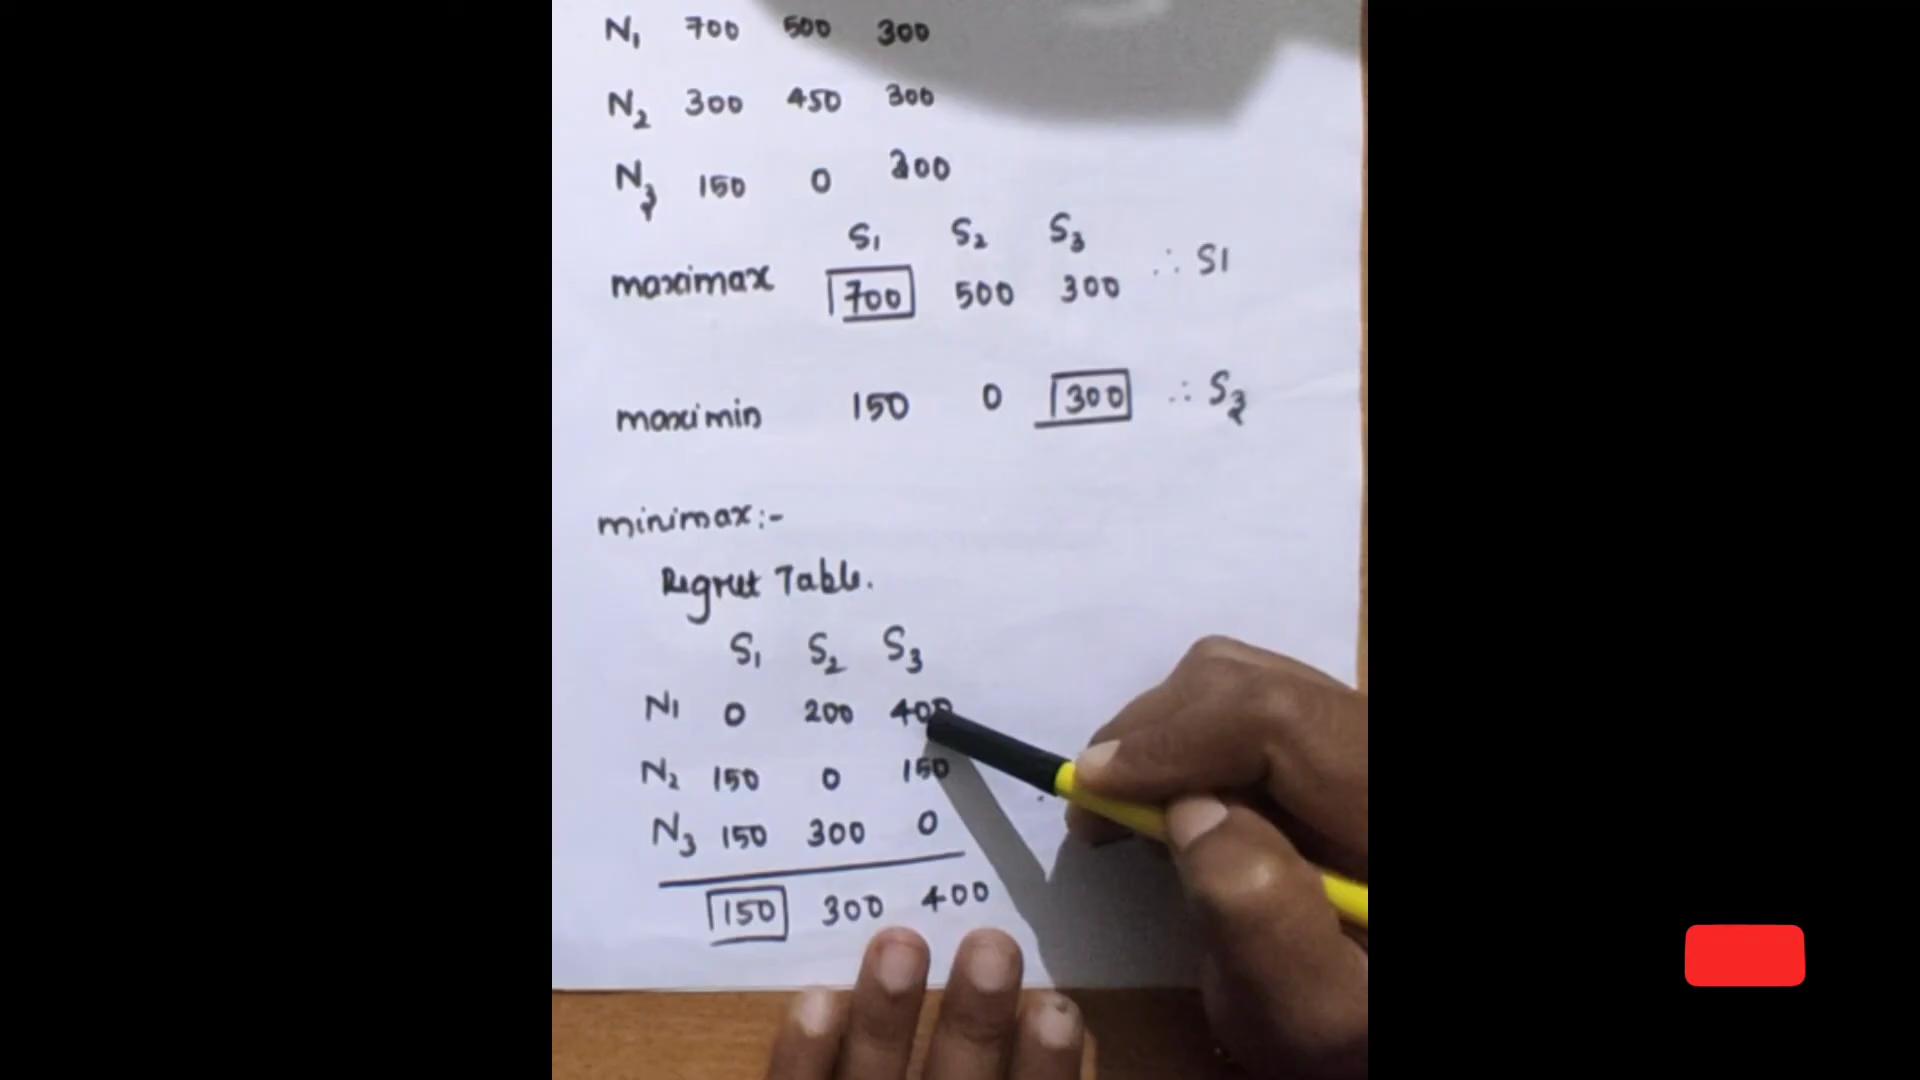 N1 700 500 300
N2 300 450 300
N3 150 0 300
S1 S2 S3
maximax 700 500 300 ∴ S1
maximin 150 0 300 ∴ S3
minimax:-
Regret Table.
S1 S2 S3
N1 0 200 400
N2 150 0 150
N3 150 300 0
150 300 400